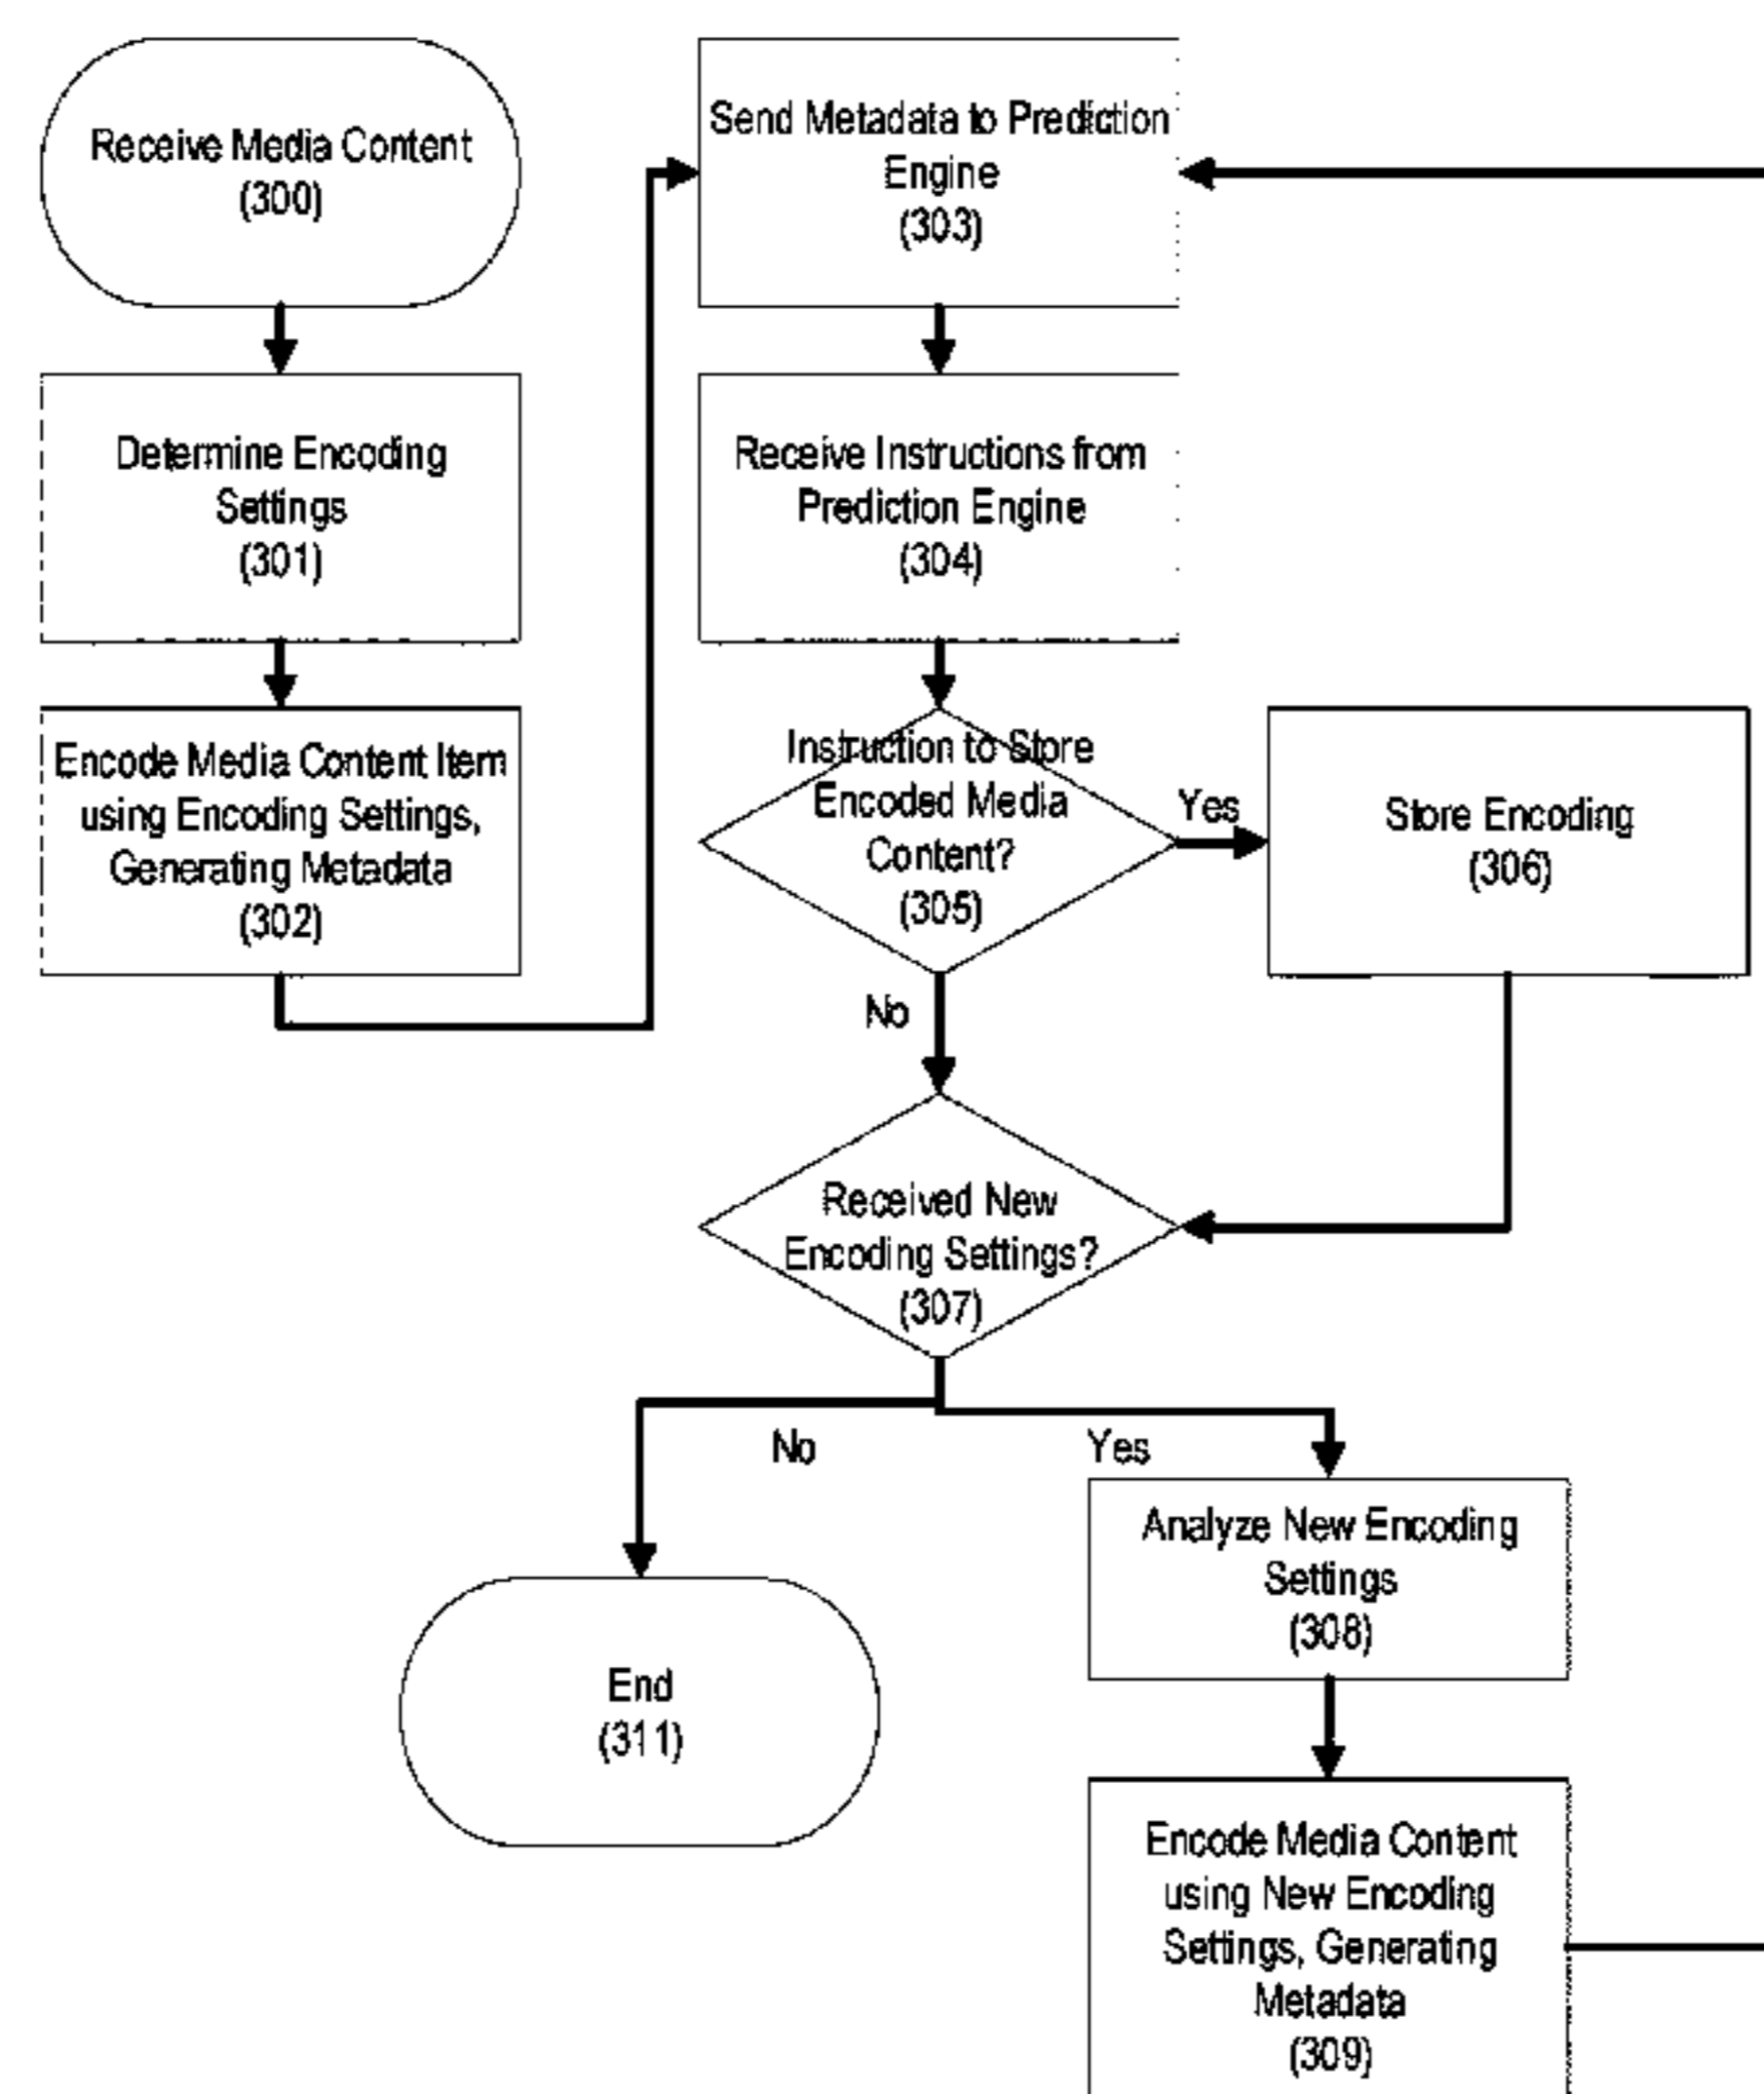 Receive Media Content
(300)
Determine Encoding
Settings
(301)
Encode Media Content Item
using Encoding Settings,
Generating Metadata
(302)
Send Metadata to Prediction
Engine
(303)
Receive Instructions from
Prediction Engine
(304)
Instruction to Store
Encoded Media
Content?
(305)
Yes
Store Encoding
(306)
No
Received New
Encoding Settings?
(307)
No
Yes
End
(311)
Analyze New Encoding
Settings
(308)
Encode Media Content
using New Encoding
Settings, Generating
Metadata
(309)